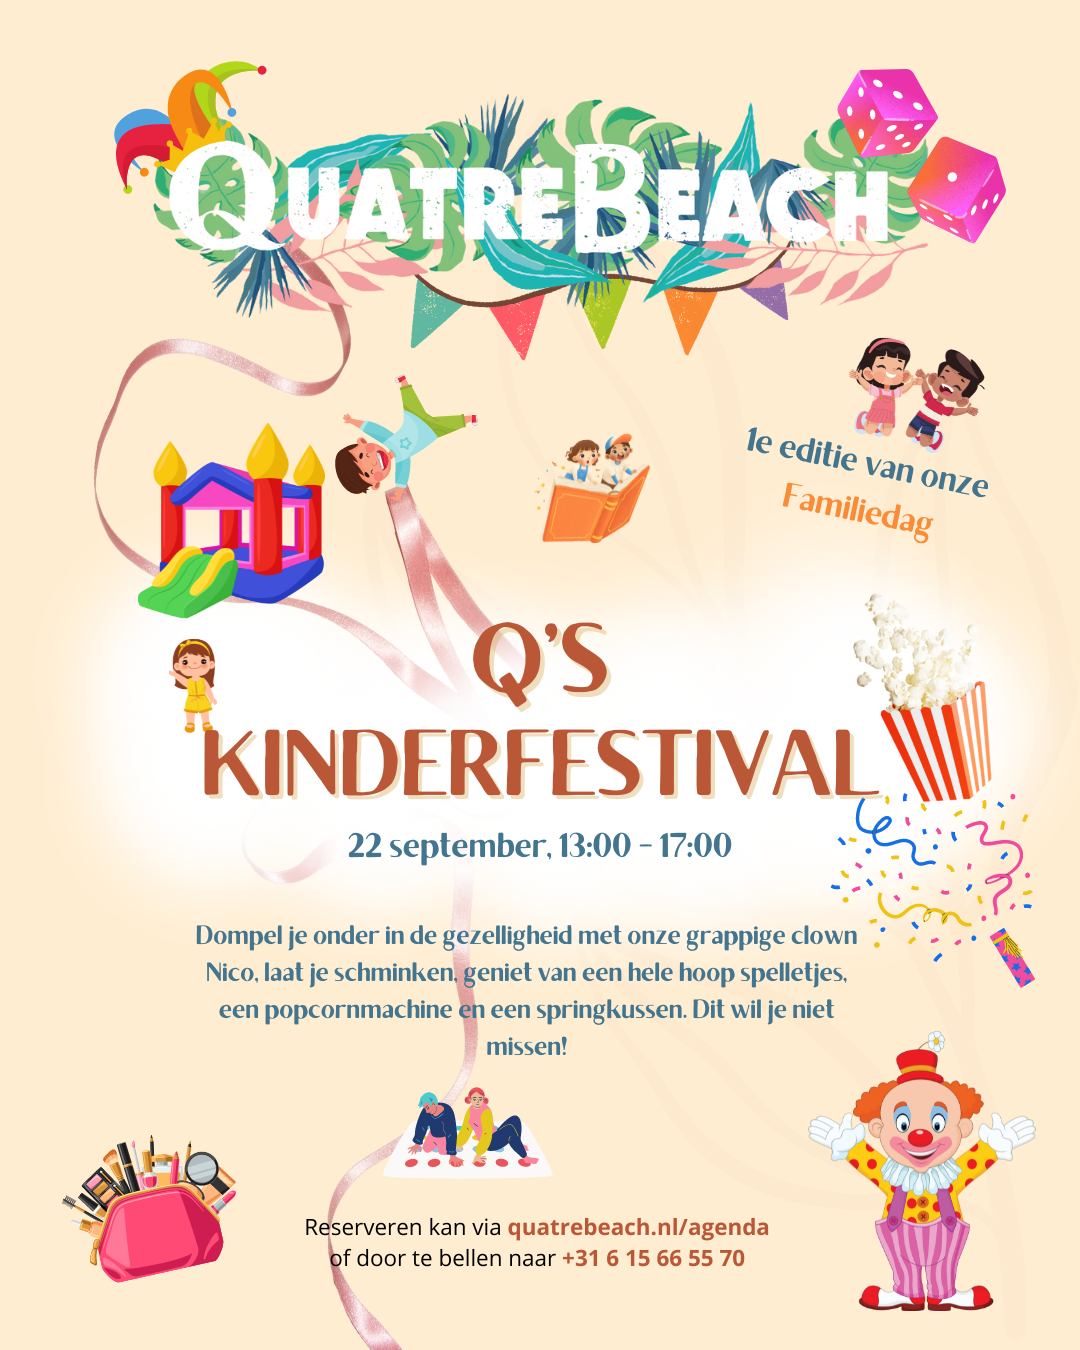 QUATREBEACH
1e editie van onze
Familiedag
Q'S
KINDERFESTIVAL
22 september, 13:00 - 17:00
Dompel je onder in de gezelligheid met onze grappige clown
Nico, laat je schminken, geniet van een hele hoop spelletjes,
een popcornmachine en een springkussen. Dit wil je niet
missen!
Reserveren kan via quatrebeach.nl/agenda
of door te bellen naar +31 6 15 66 55 70